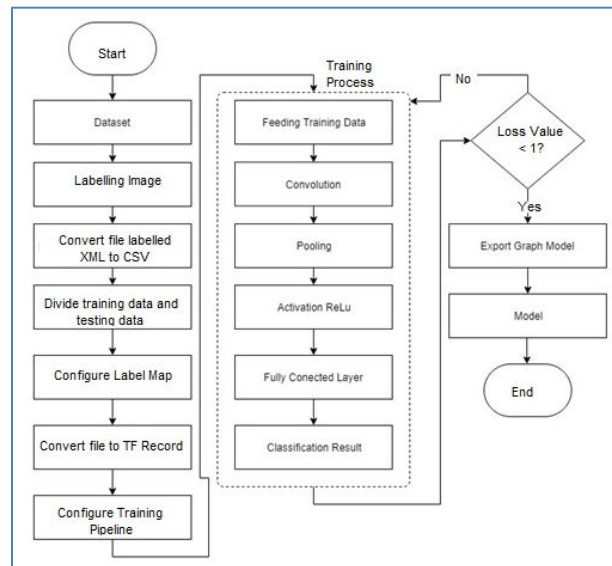 Start
Dataset
Labelling Image
Convert file labelled
XML to CSV
Divide training data and
testing data
Configure Label Map
Convert file to TF Record
Configure Training
Pipeline
Training
Process
Feeding Training Data
Convolution
Pooling
Activation ReLu
Fully Conected Layer
Classification Result
No
Loss Value
< 1?
Yes
Export Graph Model
Model
End